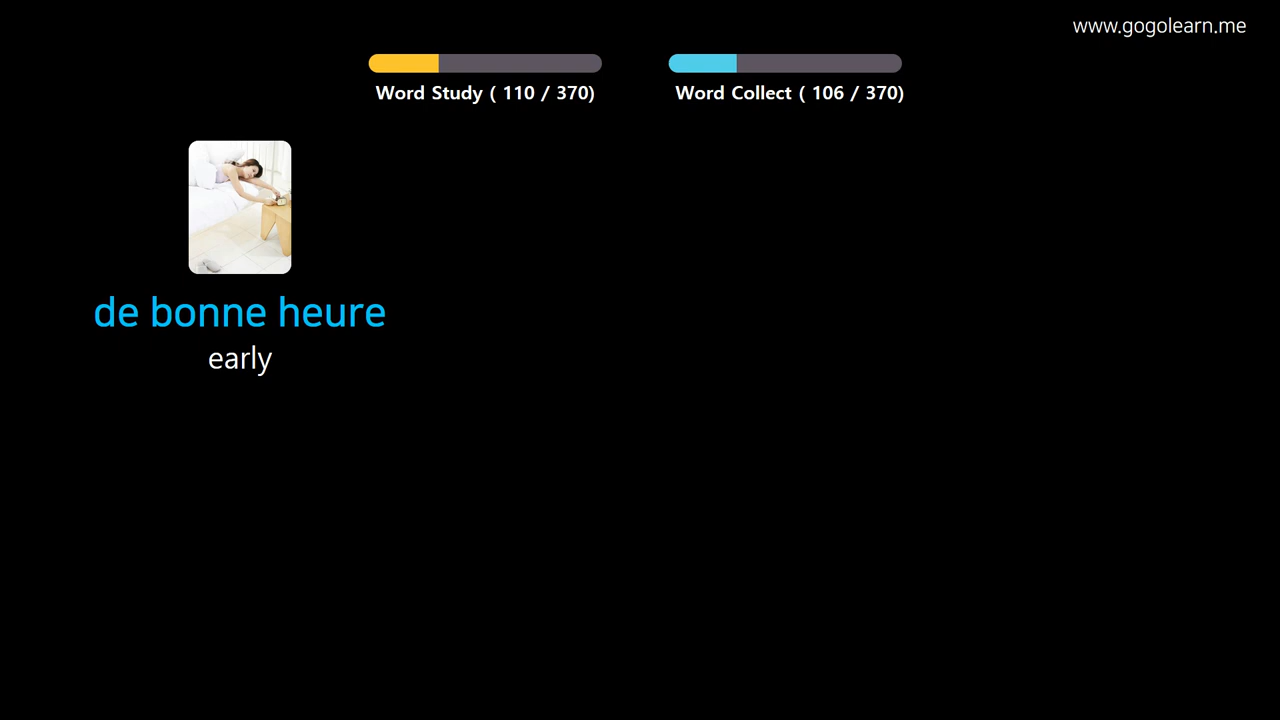 www.gogolearn.me
Word Study ( 110 / 370)
Word Collect ( 106 / 370)
de bonne heure
early